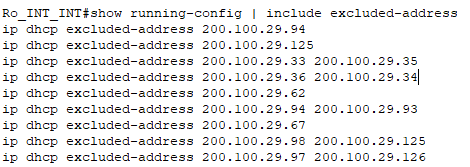 Ro_INT_INT#show running-config | include excluded-address
ip dhcp excluded-address 200.100.29.94
ip dhcp excluded-address 200.100.29.125
ip dhcp excluded-address 200.100.29.33 200.100.29.35
ip dhcp excluded-address 200.100.29.36 200.100.29.34
ip dhcp excluded-address 200.100.29.62
ip dhcp excluded-address 200.100.29.94 200.100.29.93
ip dhcp excluded-address 200.100.29.67
ip dhcp excluded-address 200.100.29.98 200.100.29.125
ip dhcp excluded-address 200.100.29.97 200.100.29.126